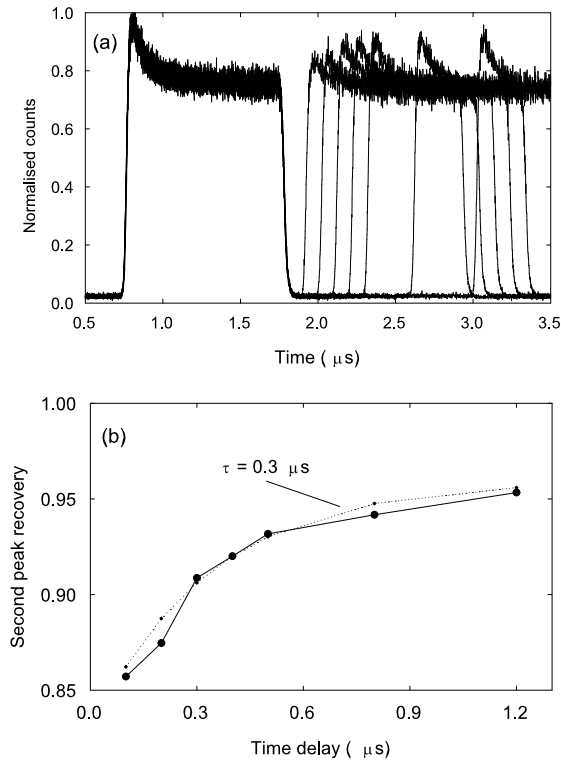 (a)
1.0
0.8
0.6
0.4
0.2
0.0
Normalised counts
0.5 1.0 1.5 2.0 2.5 3.0 3.5
Time ( μs)
(b)
1.00
0.95
0.90
0.85
Second peak recovery
τ = 0.3 μs
0.0 0.3 0.6 0.9 1.2
Time delay ( μs)